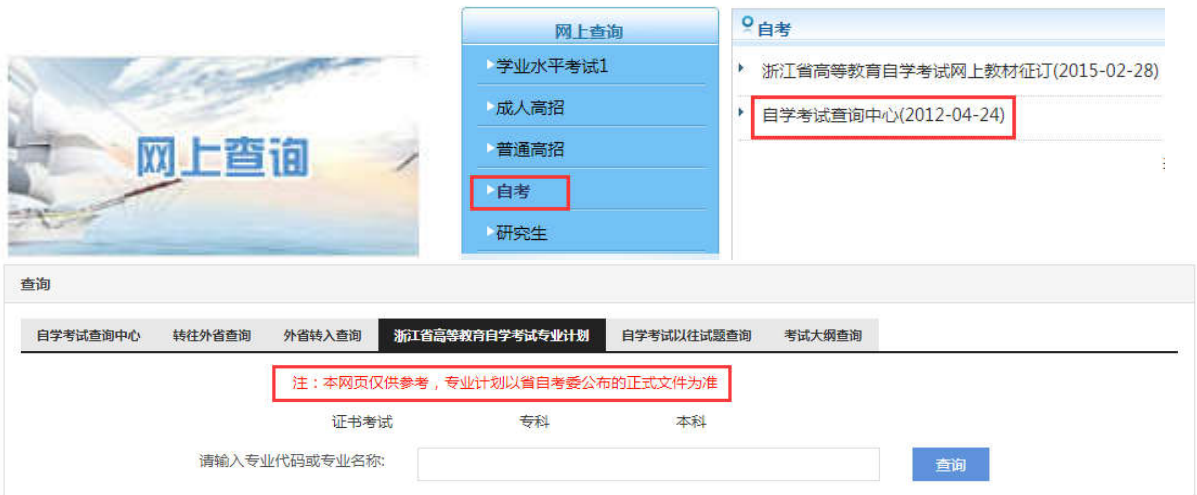 网上查询
网上查询
学业水平考试1
成人高招
普通高招
自考
研究生
自考
浙江省高等教育自学考试网上教材征订(2015-02-28)
自学考试查询中心(2012-04-24)
查询
自学考试查询中心 转往外省查询 外省转入查询 浙江省高等教育自学考试专业计划 自学考试以往试题查询 考试大纲查询
注：本网页仅供参考，专业计划以省自考委公布的正式文件为准
证书考试 专科 本科
请输入专业代码或专业名称: 查询